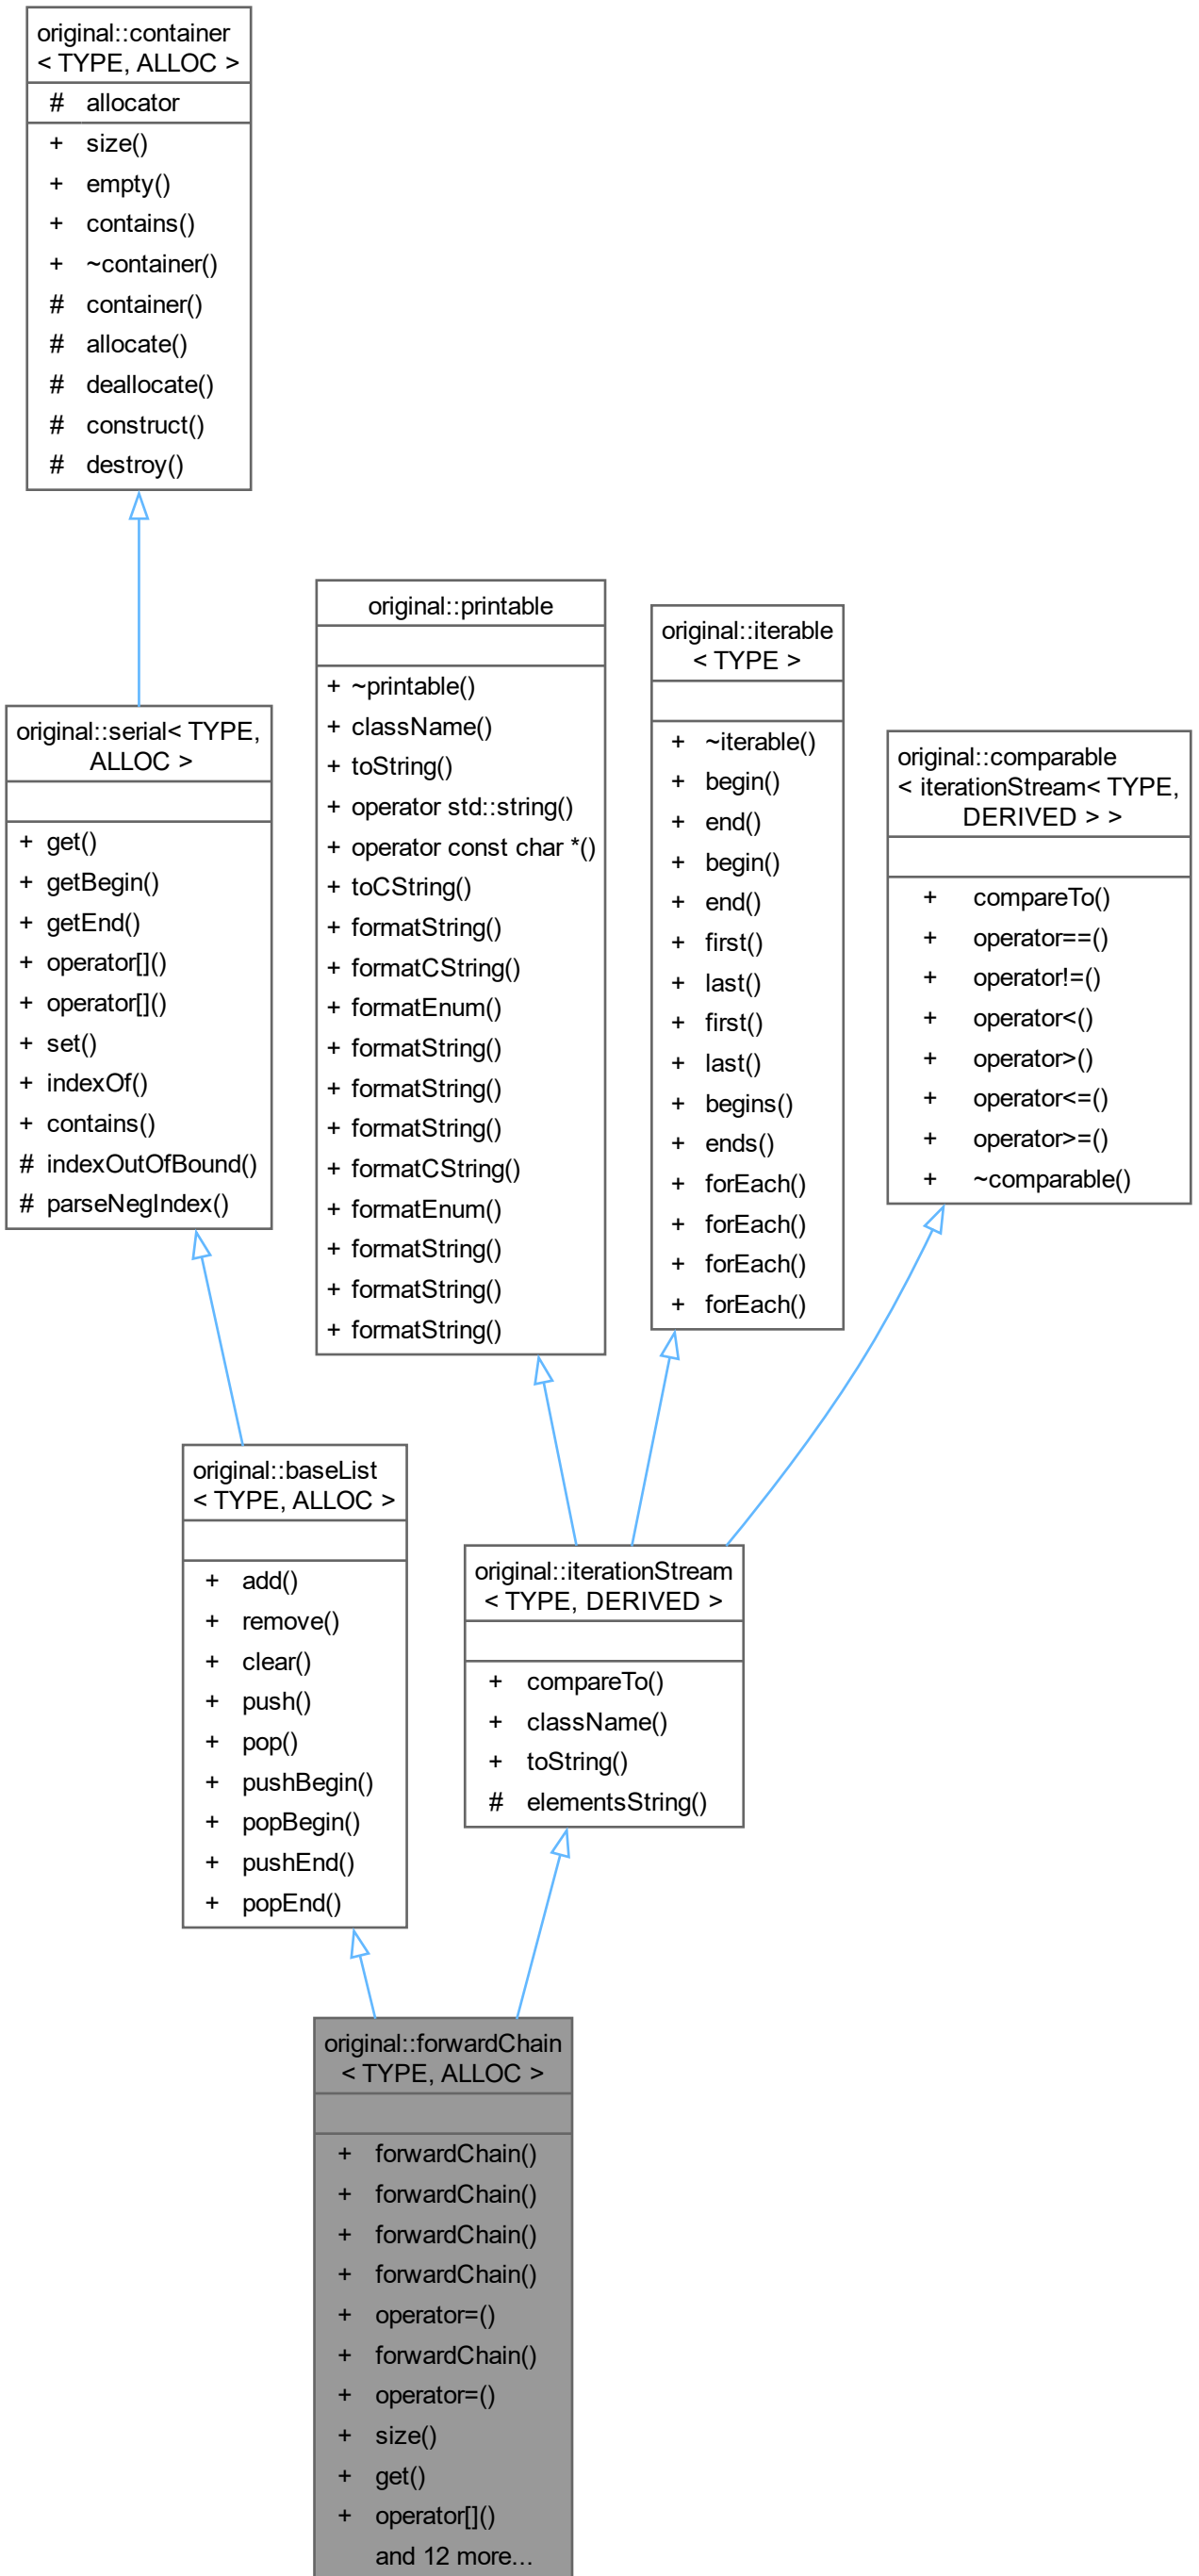 original::container
< TYPE, ALLOC >
# allocator
+ size()
+ empty()
+ contains()
+ ~container()
# container()
# allocate()
# deallocate()
# construct()
# destroy()
original::serial< TYPE,
ALLOC >
+ get()
+ getBegin()
+ getEnd()
+ operator[]()
+ operator[]()
+ set()
+ indexOf()
+ contains()
# indexOutOfBound()
# parseNegIndex()
original::printable
+ ~printable()
+ className()
+ toString()
+ operator std::string()
+ operator const char *()
+ toCString()
+ formatString()
+ formatCString()
+ formatEnum()
+ formatString()
+ formatString()
+ formatString()
+ formatCString()
+ formatEnum()
+ formatString()
+ formatString()
+ formatString()
original::iterable
< TYPE >
+ ~iterable()
+ begin()
+ end()
+ begin()
+ end()
+ first()
+ last()
+ first()
+ last()
+ begins()
+ ends()
+ forEach()
+ forEach()
+ forEach()
+ forEach()
original::comparable
< iterationStream< TYPE,
DERIVED > >
+ compareTo()
+ operator==()
+ operator!=()
+ operator<()
+ operator>()
+ operator<=()
+ operator>=()
+ ~comparable()
original::baseList
< TYPE, ALLOC >
+ add()
+ remove()
+ clear()
+ push()
+ pop()
+ pushBegin()
+ popBegin()
+ pushEnd()
+ popEnd()
original::iterationStream
< TYPE, DERIVED >
+ compareTo()
+ className()
+ toString()
# elementsString()
original::forwardChain
< TYPE, ALLOC >
+ forwardChain()
+ forwardChain()
+ forwardChain()
+ forwardChain()
+ operator=()
+ forwardChain()
+ operator=()
+ size()
+ get()
+ operator[]()
and 12 more...